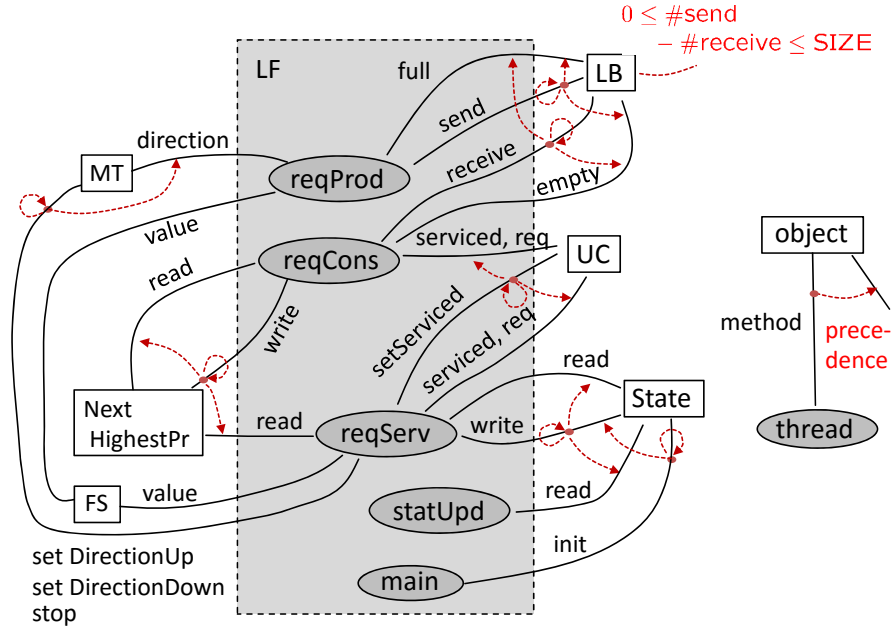 0 ≤ #send
− #receive ≤ SIZE
LF
full
LB
send
direction
MT
reqProd
receive
empty
value
serviced, req
object
read
reqCons
UC
write
setServiced
serviced, req
method
prece-
dence
read
Next
HighestPr
read
reqServ
write
State
thread
FS
value
statUpd
read
set DirectionUp
init
set DirectionDown
main
stop